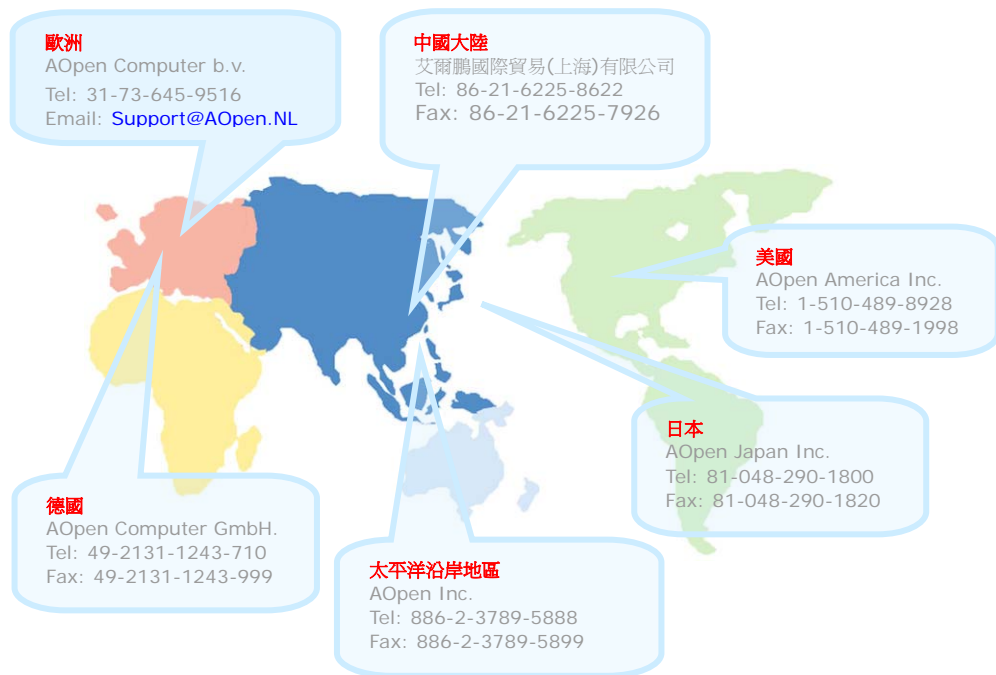 歐洲
AOpen Computer b.v.
Tel: 31-73-645-9516
Email: Support@AOpen.NL
中國大陸
艾爾鵬國際貿易(上海)有限公司
Tel: 86-21-6225-8622
Fax: 86-21-6225-7926
美國
AOpen America Inc.
Tel: 1-510-489-8928
Fax: 1-510-489-1998
日本
AOpen Japan Inc.
Tel: 81-048-290-1800
Fax: 81-048-290-1820
德國
AOpen Computer GmbH.
Tel: 49-2131-1243-710
Fax: 49-2131-1243-999
太平洋沿岸地區
AOpen Inc.
Tel: 886-2-3789-5888
Fax: 886-2-3789-5899